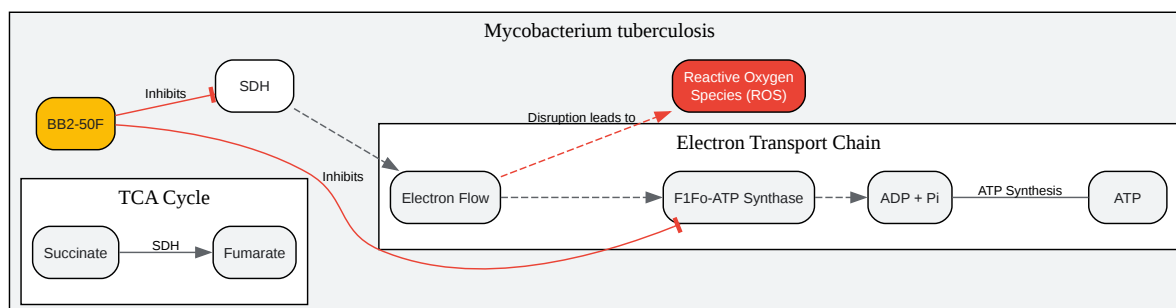 Mycobacterium tuberculosis
Reactive Oxygen
Species (ROS)
SDH
Inhibits
BB2-50F
Disruption leads to
Electron Transport Chain
Inhibits
TCA Cycle
Electron Flow
F1Fo-ATP Synthase
ADP + Pi
ATP Synthesis
ATP
Succinate
SDH
Fumarate